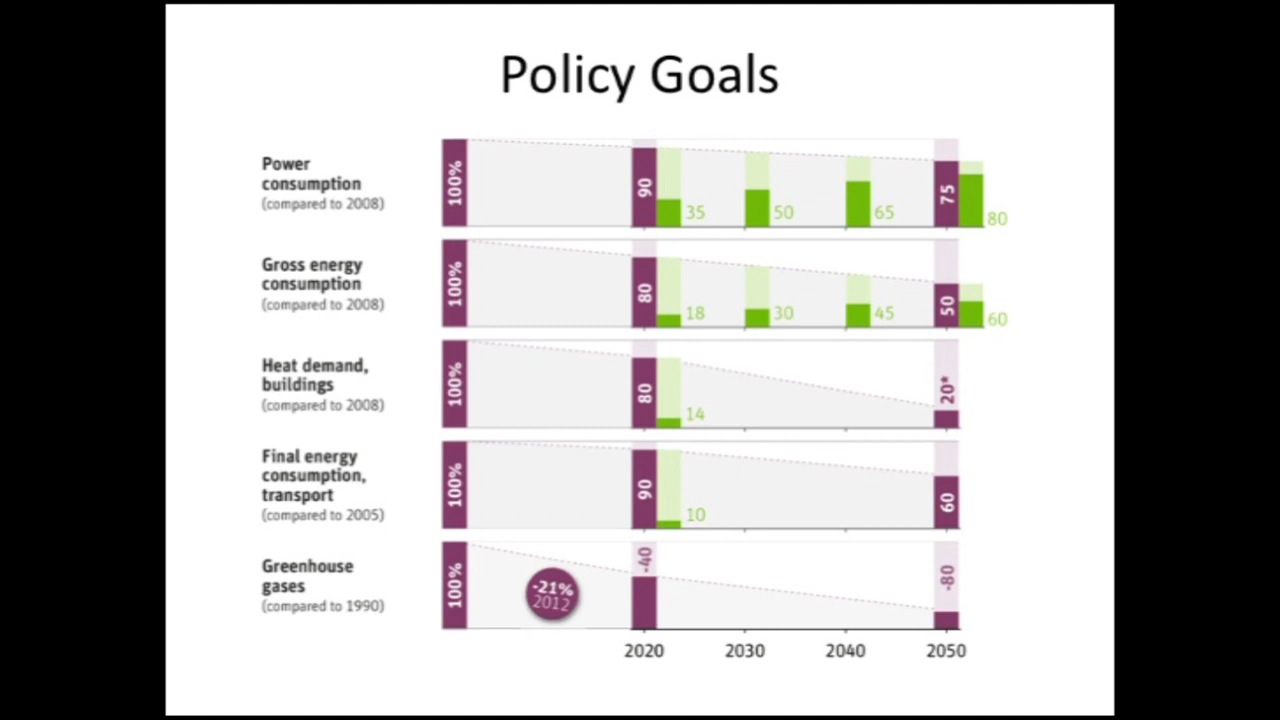 Policy Goals
Power
consumption
(compared to 2008)
100%
90
35
50
65
75
80
Gross energy
consumption
(compared to 2008)
100%
80
18
30
45
50
60
Heat demand,
buildings
(compared to 2008)
100%
80
14
20*
Final energy
consumption,
transport
(compared to 2005)
100%
90
10
60
Greenhouse
gases
(compared to 1990)
100%
-21%
2012
-40
-80
2020 2030 2040 2050